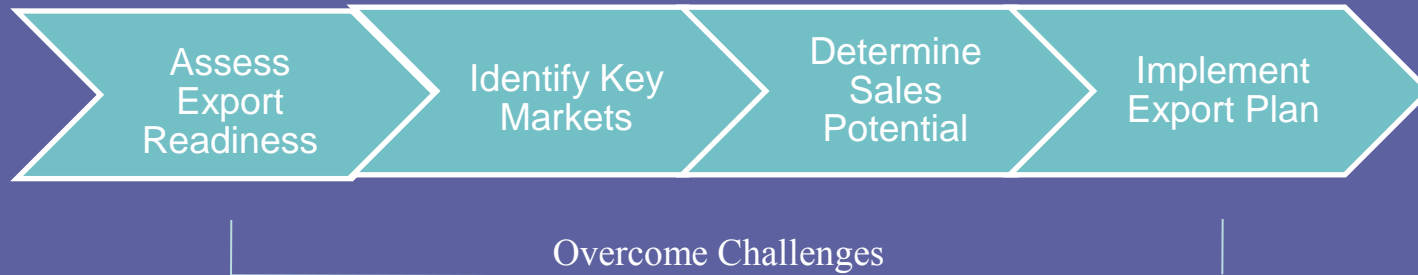 Assess
Export
Readiness
Identify Key
Markets
Determine
Sales
Potential
Implement
Export Plan
Overcome Challenges